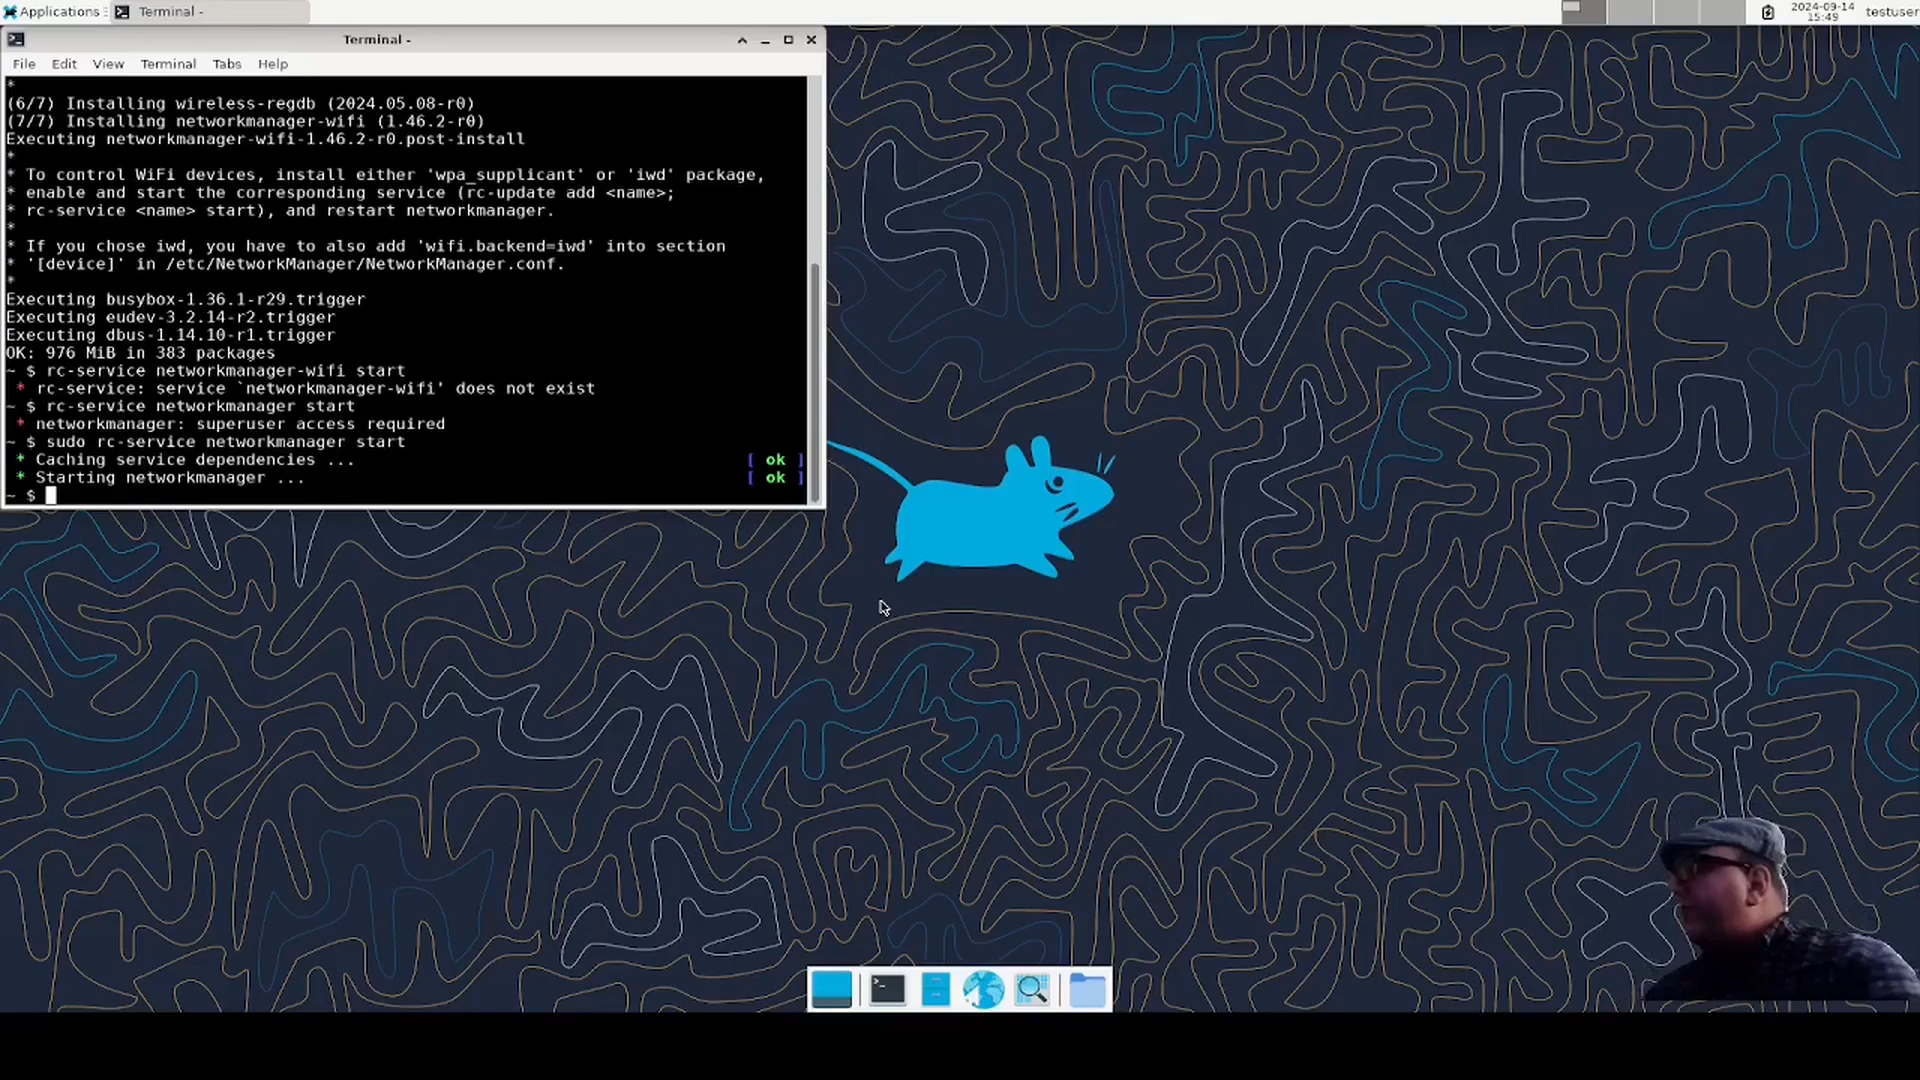 Applications
Terminal -
2024-09-14
15:49
testuser
Terminal -
File Edit View Terminal Tabs Help
*
(6/7) Installing wireless-regdb (2024.05.08-r0)
(7/7) Installing networkmanager-wifi (1.46.2-r0)
Executing networkmanager-wifi-1.46.2-r0.post-install
*
* To control WiFi devices, install either 'wpa_supplicant' or 'iwd' package,
* enable and start the corresponding service (rc-update add <name>;
* rc-service <name> start), and restart networkmanager.
*
* If you chose iwd, you have to also add 'wifi.backend=iwd' into section
* '[device]' in /etc/NetworkManager/NetworkManager.conf.
*
Executing busybox-1.36.1-r29.trigger
Executing eudev-3.2.14-r2.trigger
Executing dbus-1.14.10-r1.trigger
OK: 976 MiB in 383 packages
~ $ rc-service networkmanager-wifi start
* rc-service: service `networkmanager-wifi' does not exist
~ $ rc-service networkmanager start
* networkmanager: superuser access required
~ $ sudo rc-service networkmanager start
* Caching service dependencies ... [ ok ]
* Starting networkmanager ... [ ok ]
~ $